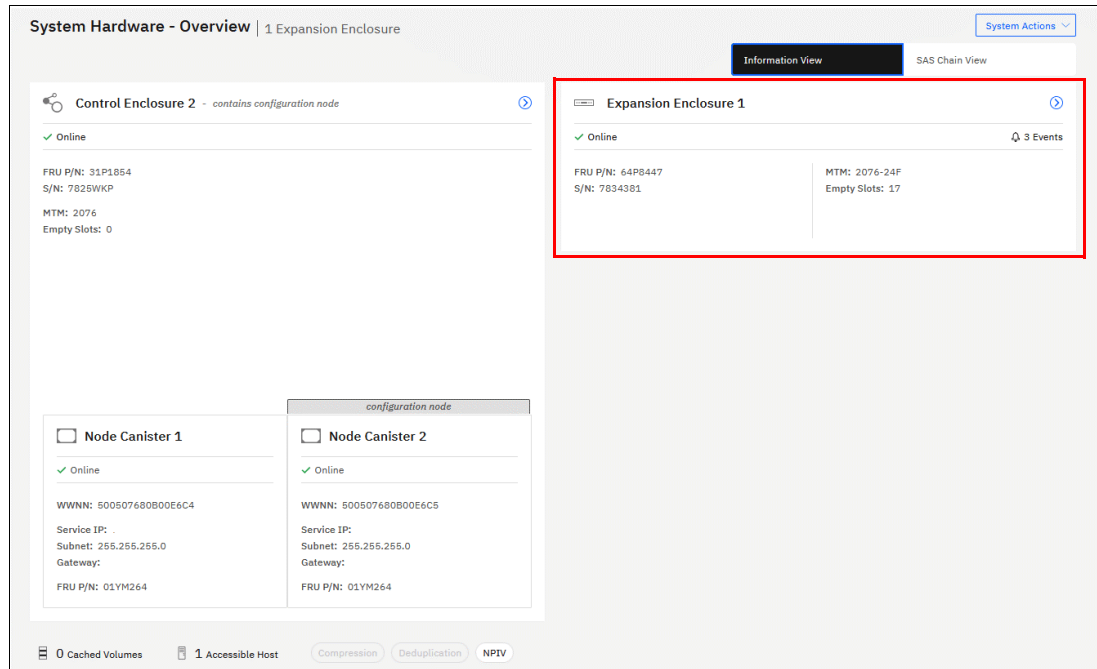 System Hardware - Overview | 1 Expansion Enclosure
System Actions
Information View
SAS Chain View
Control Enclosure 2 - contains configuration node
Online
FRU P/N: 31P1854
S/N: 7825WKP
MTM: 2076
Empty Slots: 0
Expansion Enclosure 1
Online
3 Events
FRU P/N: 64P8447
S/N: 7834381
MTM: 2076-24F
Empty Slots: 17
configuration node
Node Canister 1
Online
WWNN: 500507680B00E6C4
Service IP:
Subnet: 255.255.255.0
Gateway:
FRU P/N: 01YM264
Node Canister 2
Online
WWNN: 500507680B00E6C5
Service IP:
Subnet: 255.255.255.0
Gateway:
FRU P/N: 01YM264
0 Cached Volumes
1 Accessible Host
Compression
Deduplication
NPIV